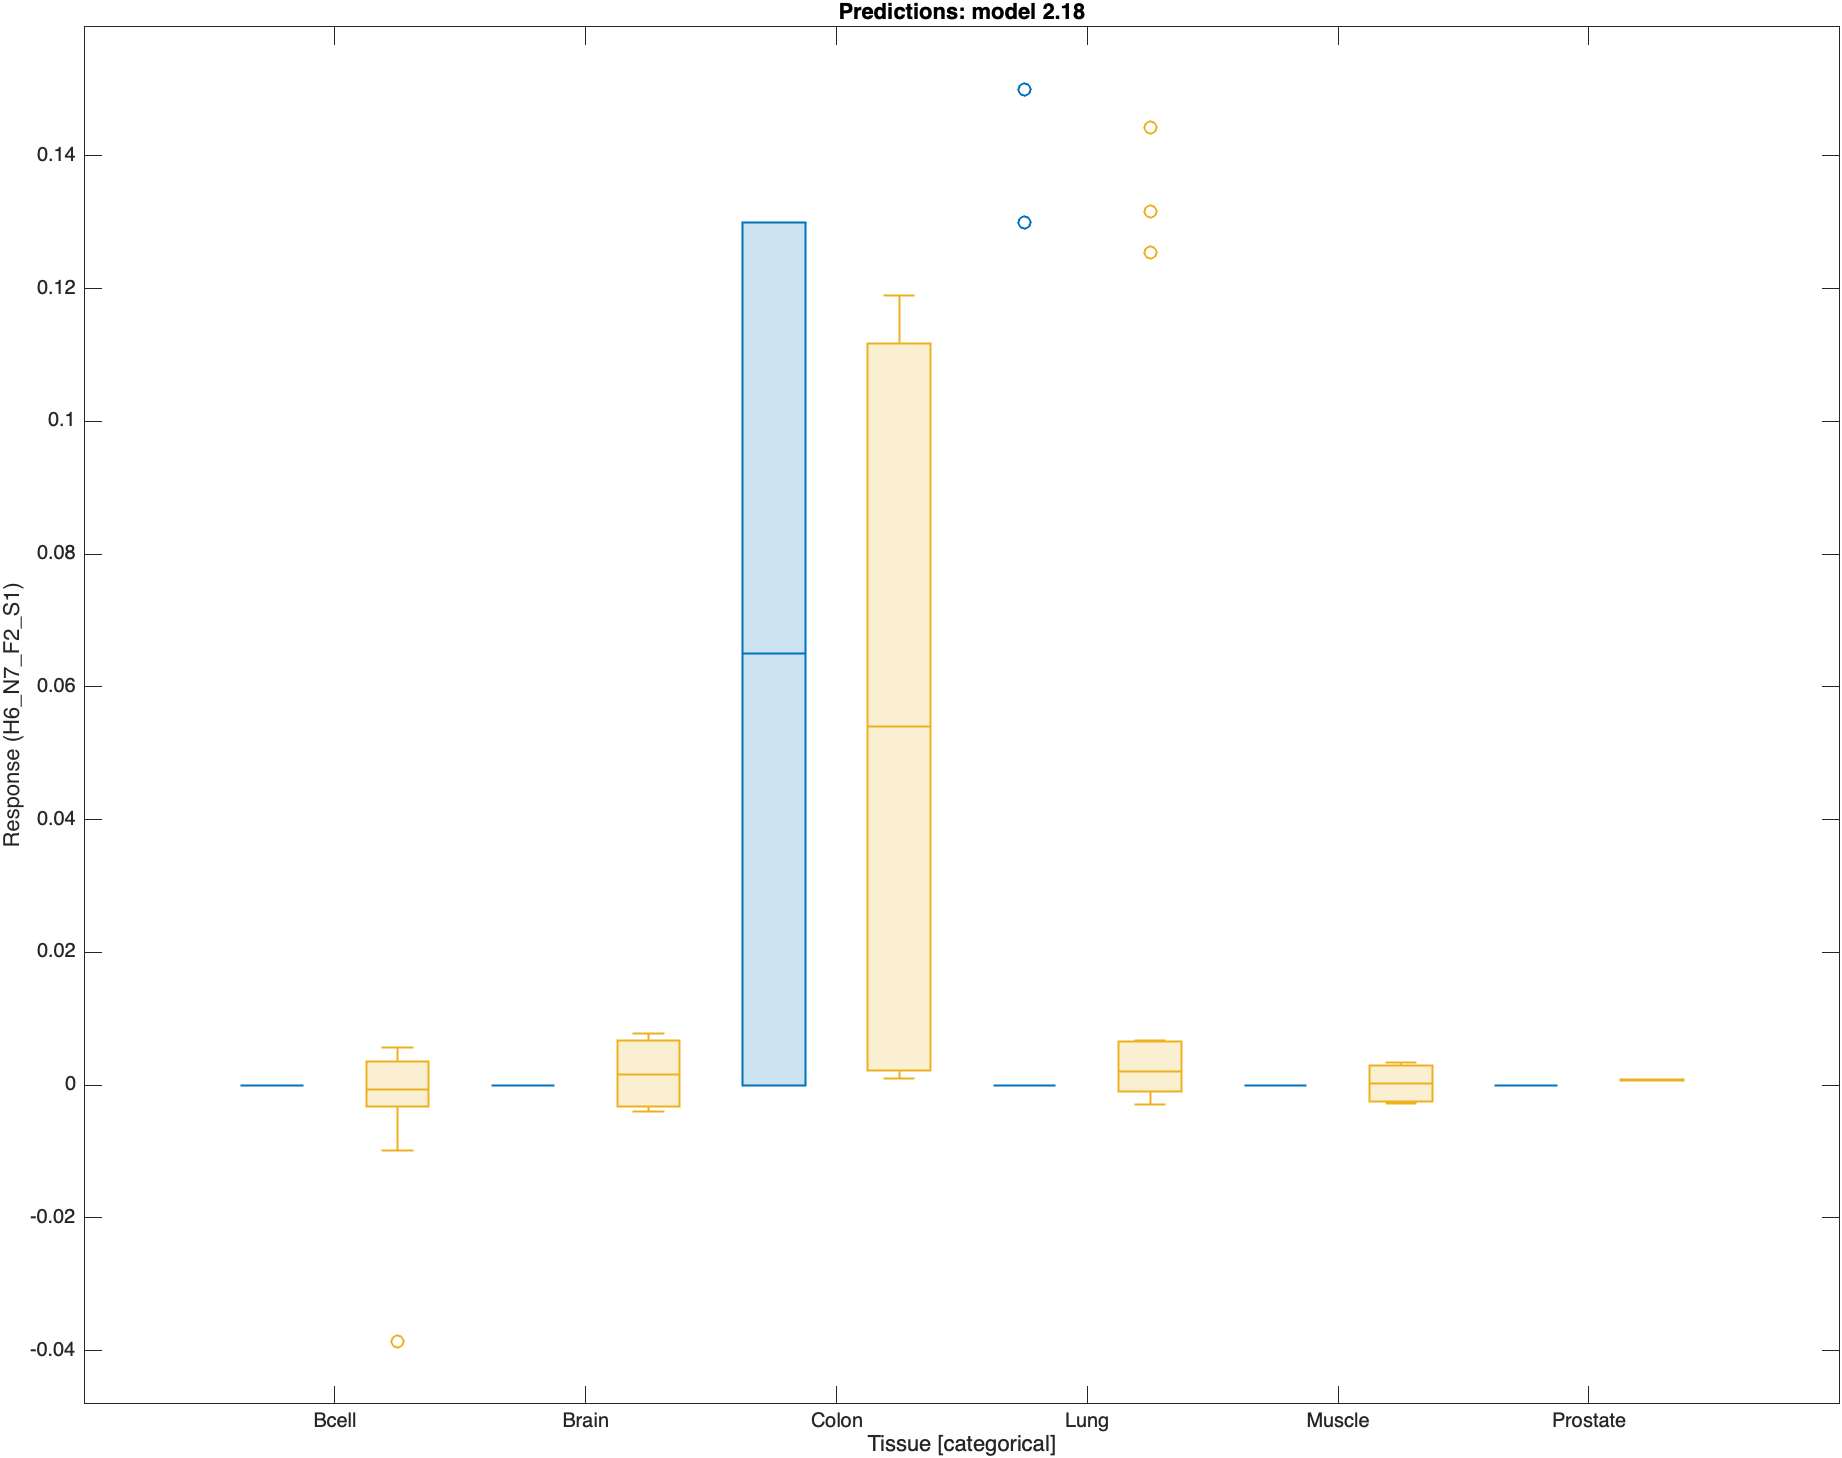 Predictions: model 2.18
0.14
0.12
0.1
0.08
0.06
0.04
0.02
0
-0.02
-0.04
Response (H6_N7_F2_S1)
Bcell Brain Colon Lung Muscle Prostate
Tissue [categorical]